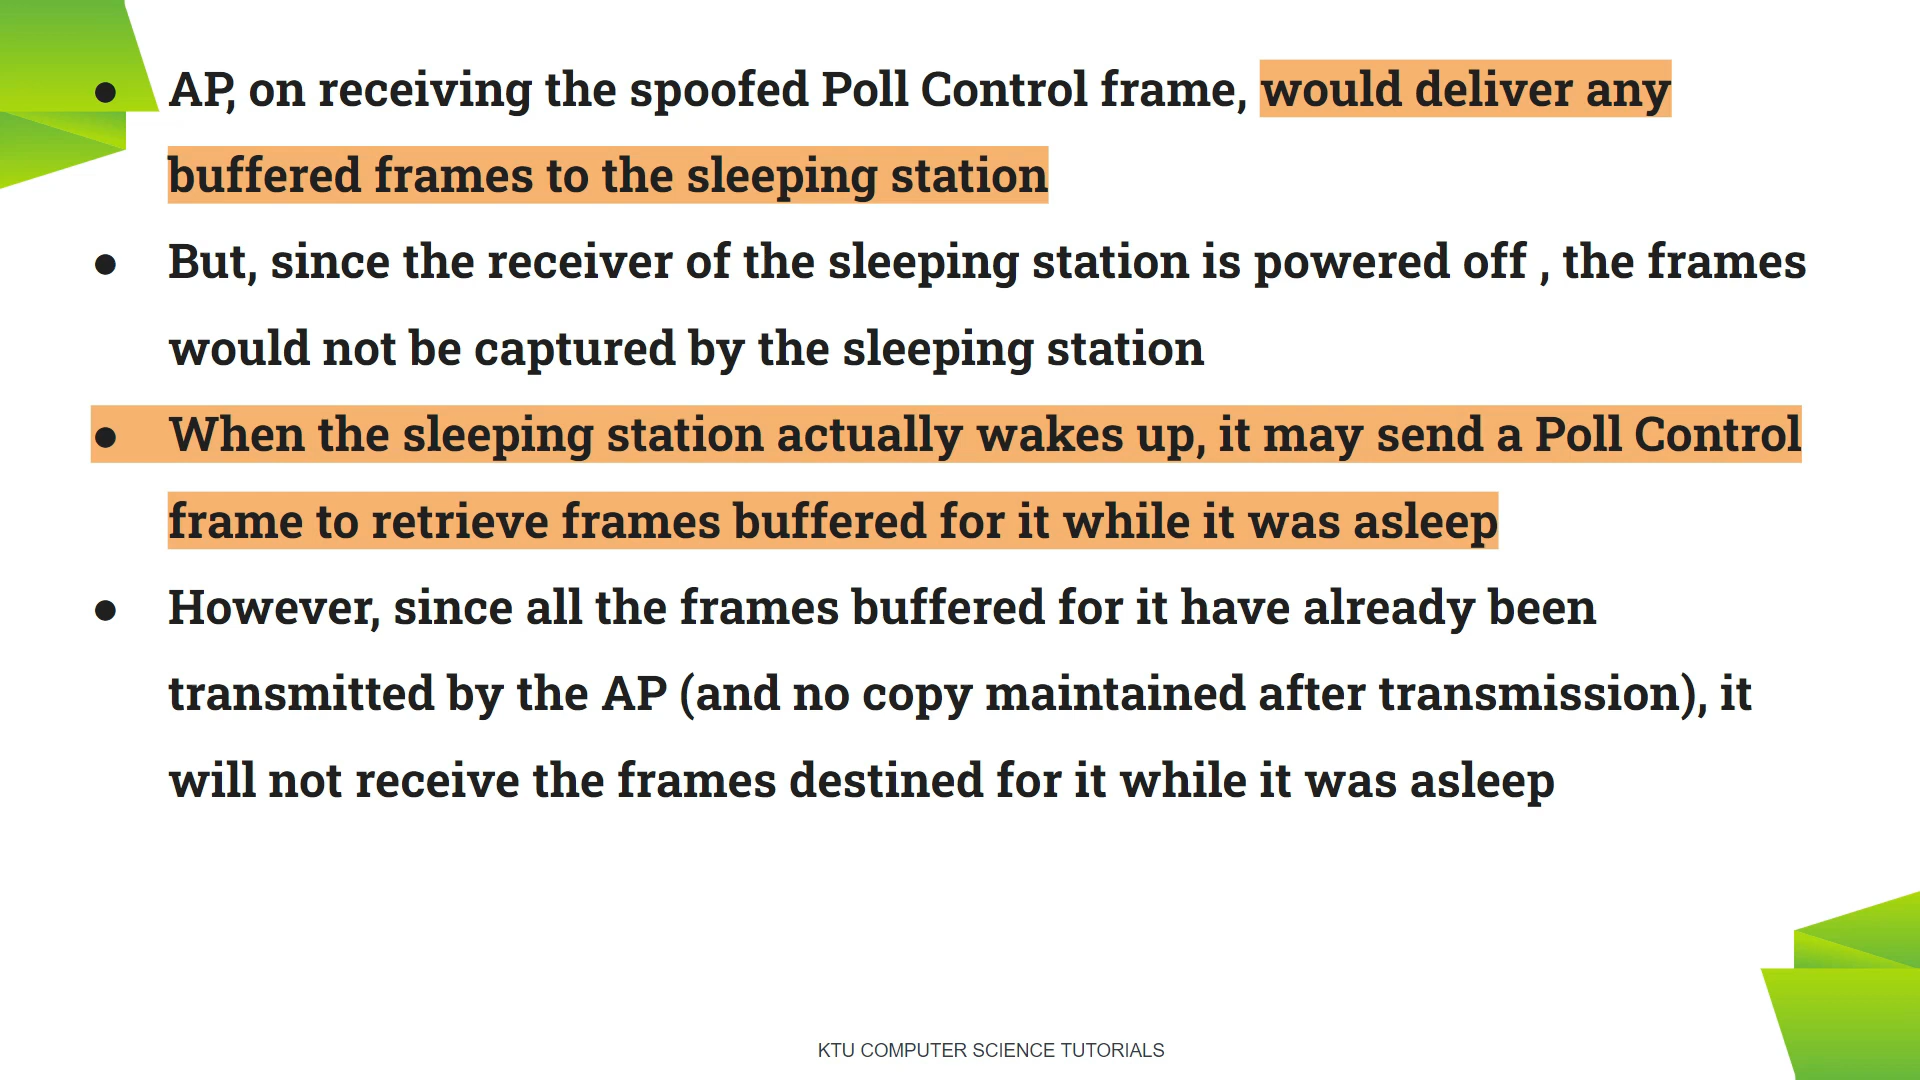 ● AP, on receiving the spoofed Poll Control frame, would deliver any
buffered frames to the sleeping station
● But, since the receiver of the sleeping station is powered off , the frames
would not be captured by the sleeping station
● When the sleeping station actually wakes up, it may send a Poll Control
frame to retrieve frames buffered for it while it was asleep
● However, since all the frames buffered for it have already been
transmitted by the AP (and no copy maintained after transmission), it
will not receive the frames destined for it while it was asleep
KTU COMPUTER SCIENCE TUTORIALS